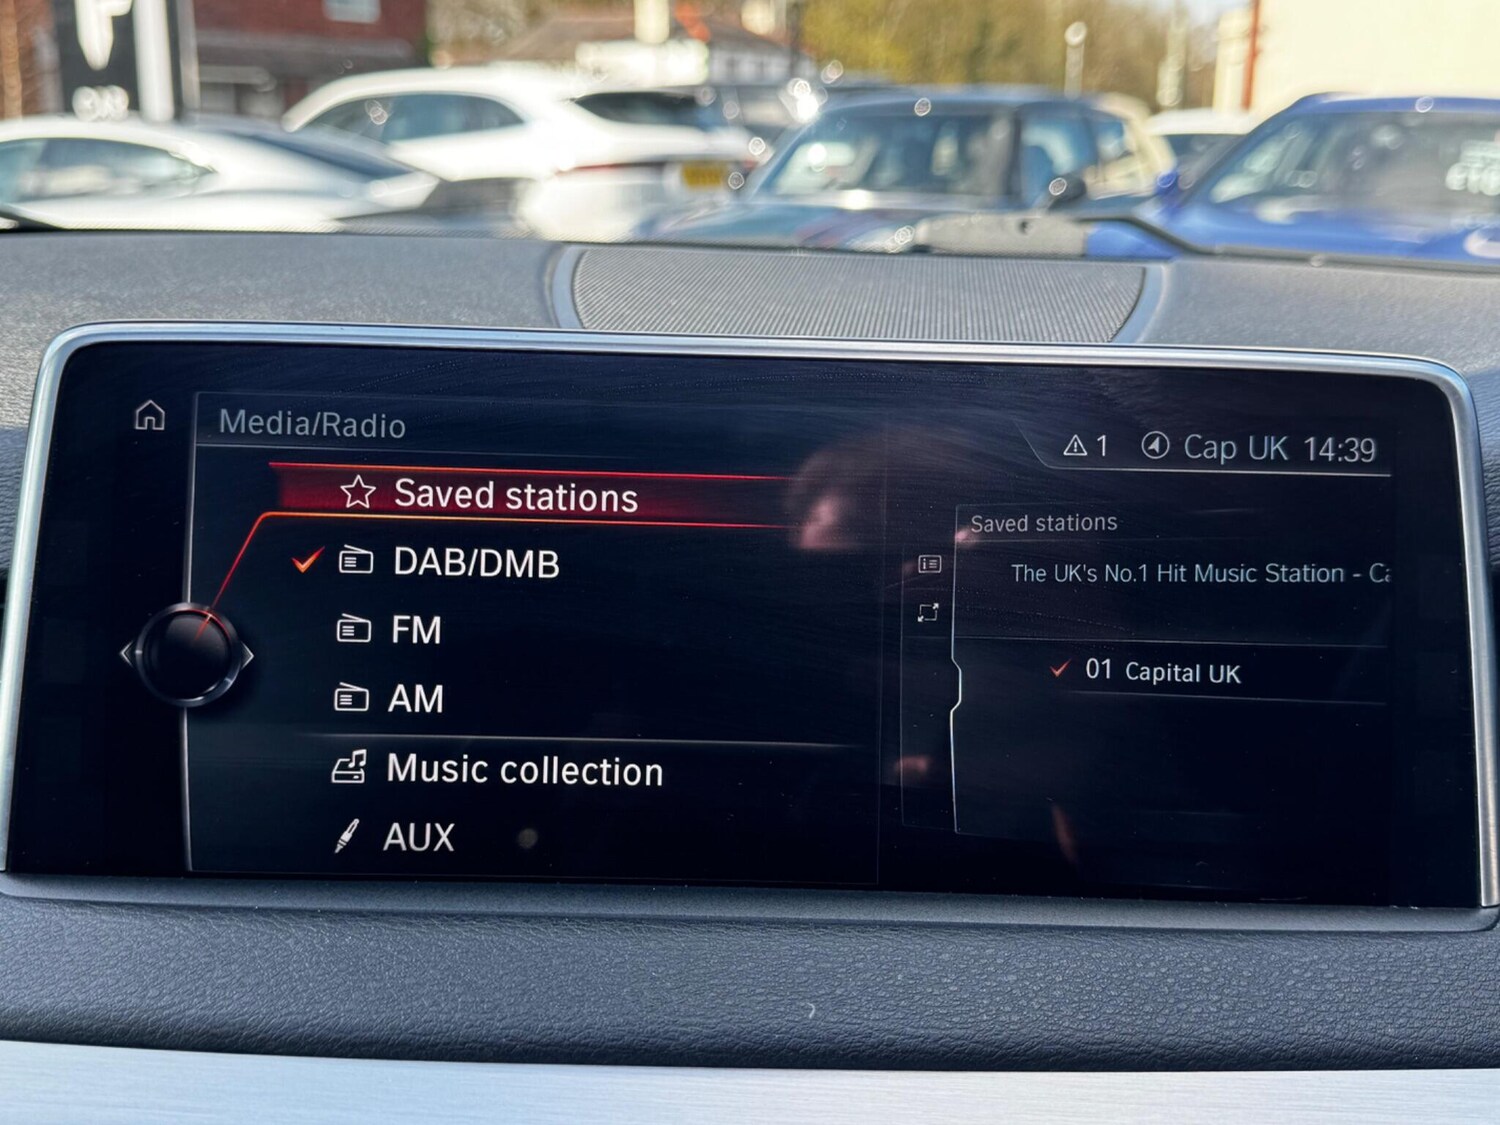 Media/Radio
1 Cap UK 14:39
Saved stations
DAB/DMB
FM
AM
Music collection
AUX
Saved stations
The UK's No.1 Hit Music Station - Ca
01 Capital UK